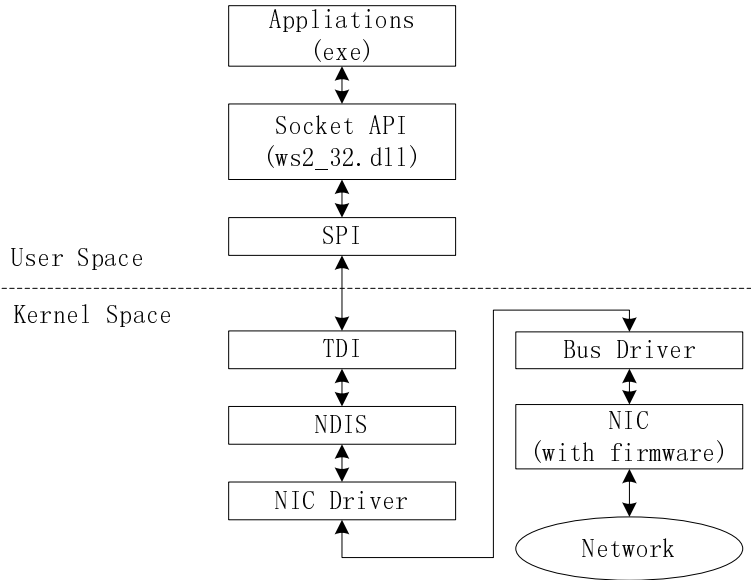 Appliations
(exe)
Socket API
(ws2_32.dll)
SPI
User Space
Kernel Space
TDI
NDIS
NIC Driver
Bus Driver
NIC
(with firmware)
Network